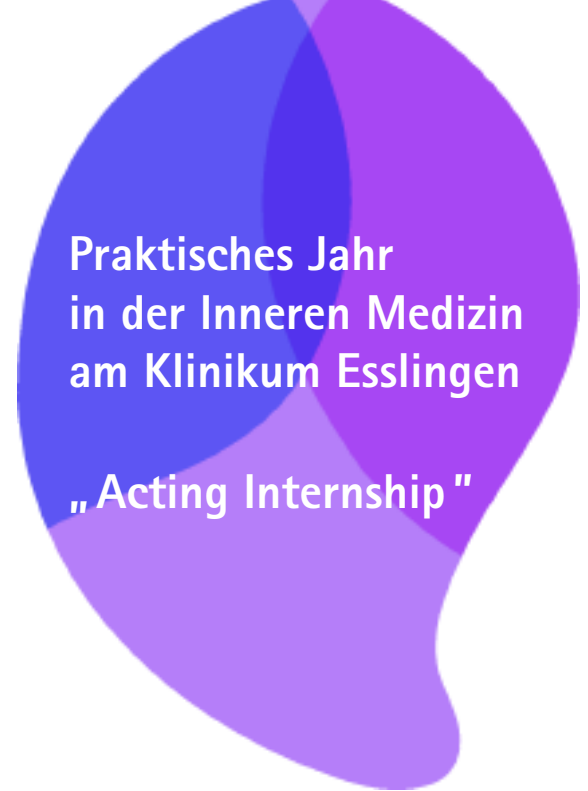 Praktisches Jahr
in der Inneren Medizin
am Klinikum Esslingen
„Acting Internship"